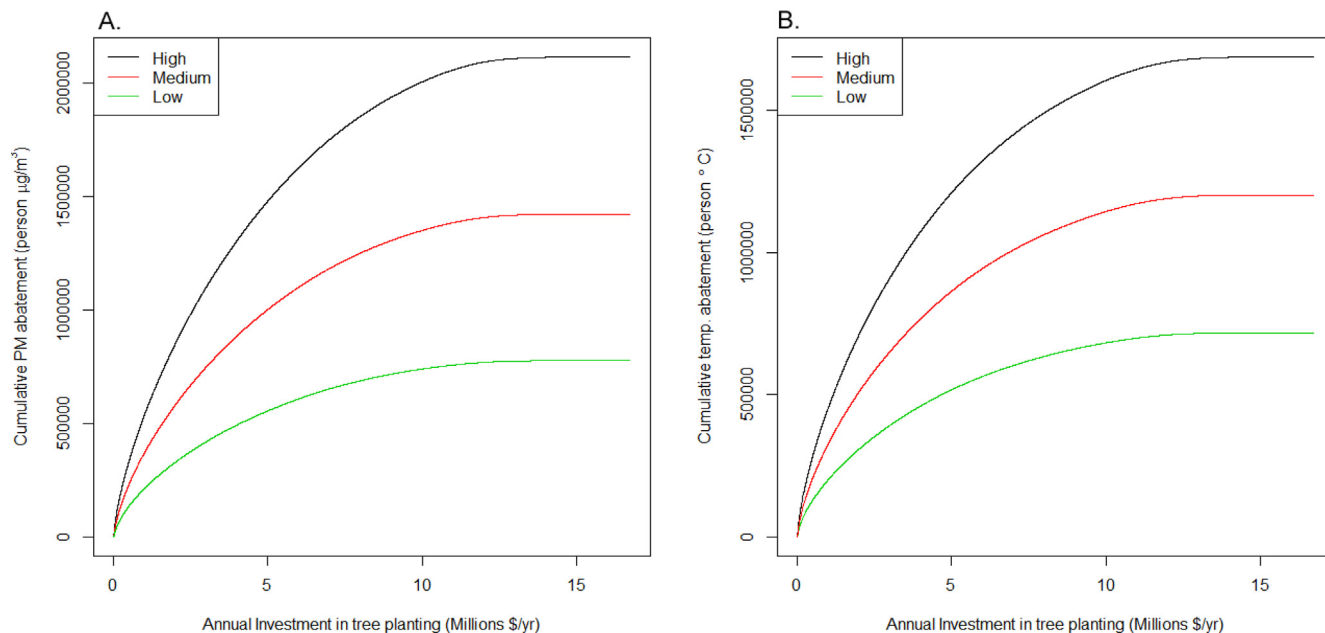 A.
High
Medium
Low
Cumulative PM abatement (person µg/m³)
0
500000
1000000
1500000
2000000
0
5
10
15
Annual Investment in tree planting (Millions $/yr)
B.
High
Medium
Low
Cumulative temp. abatement (person ° C)
0
500000
1000000
1500000
0
5
10
15
Annual Investment in tree planting (Millions $/yr)